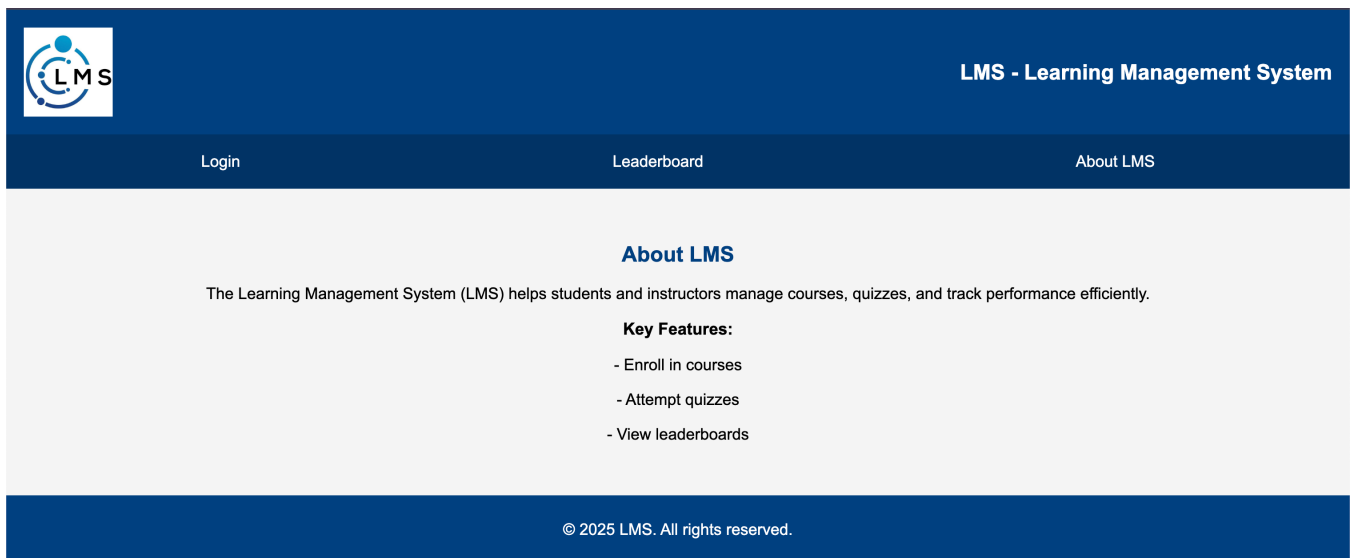 LMS
LMS - Learning Management System
Login
Leaderboard
About LMS
About LMS
The Learning Management System (LMS) helps students and instructors manage courses, quizzes, and track performance efficiently.
Key Features:
- Enroll in courses
- Attempt quizzes
- View leaderboards
© 2025 LMS. All rights reserved.